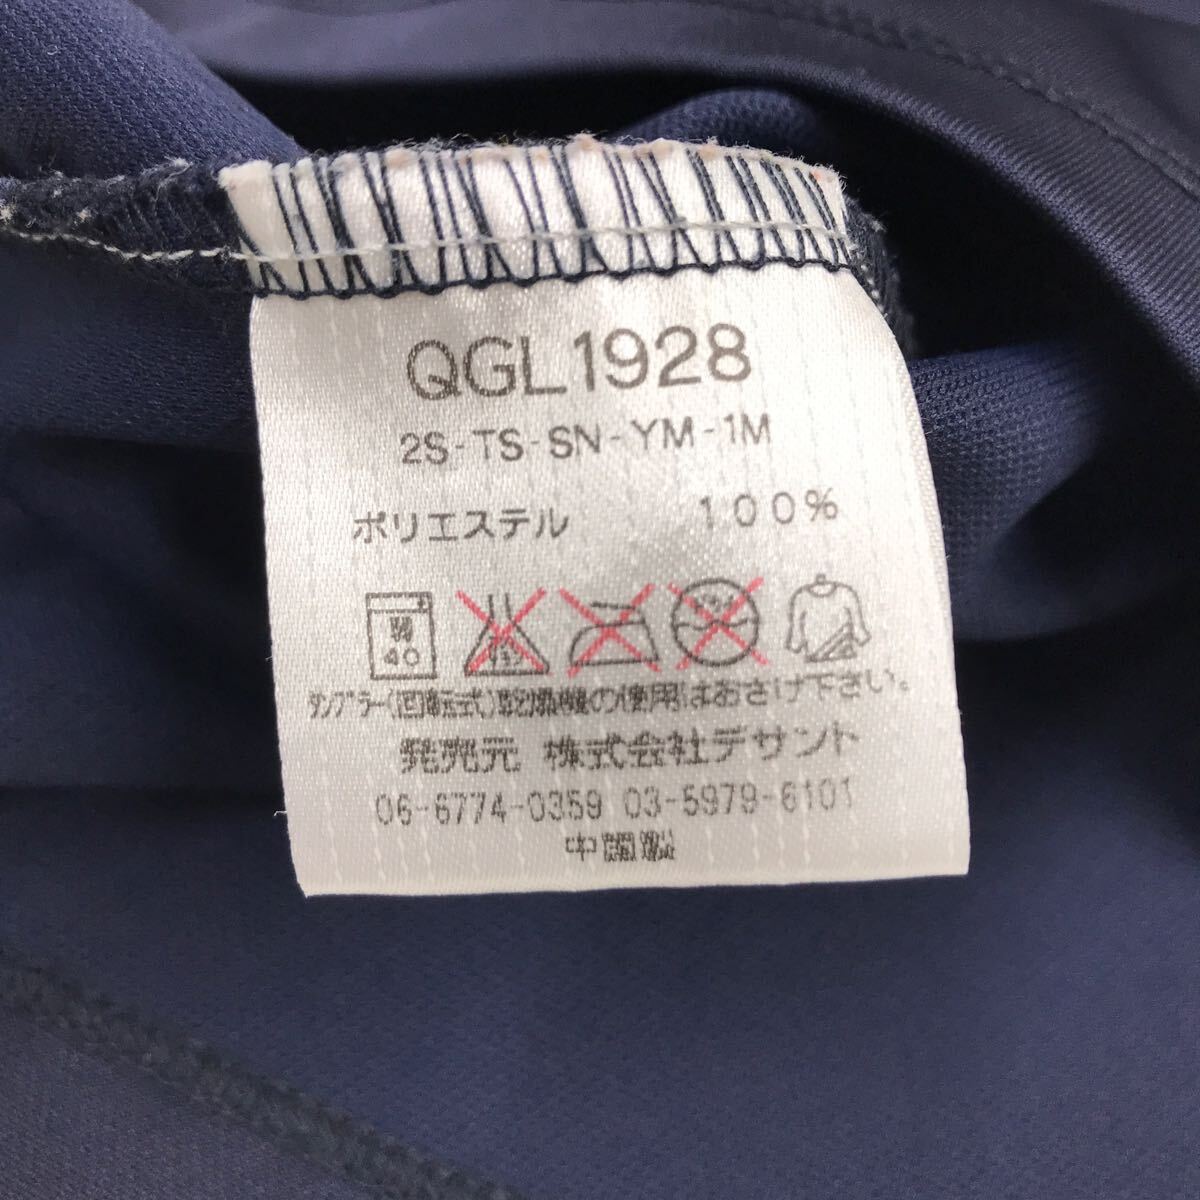 QGL1928
2S-TS-SN-YM-1M
ポリエステル 100%
弱
40
タンブラー(回転式)乾燥機の使用はおさけ下さい。
発売元 株式会社デサント
06-6774-0359 03-5979-6101
中国製